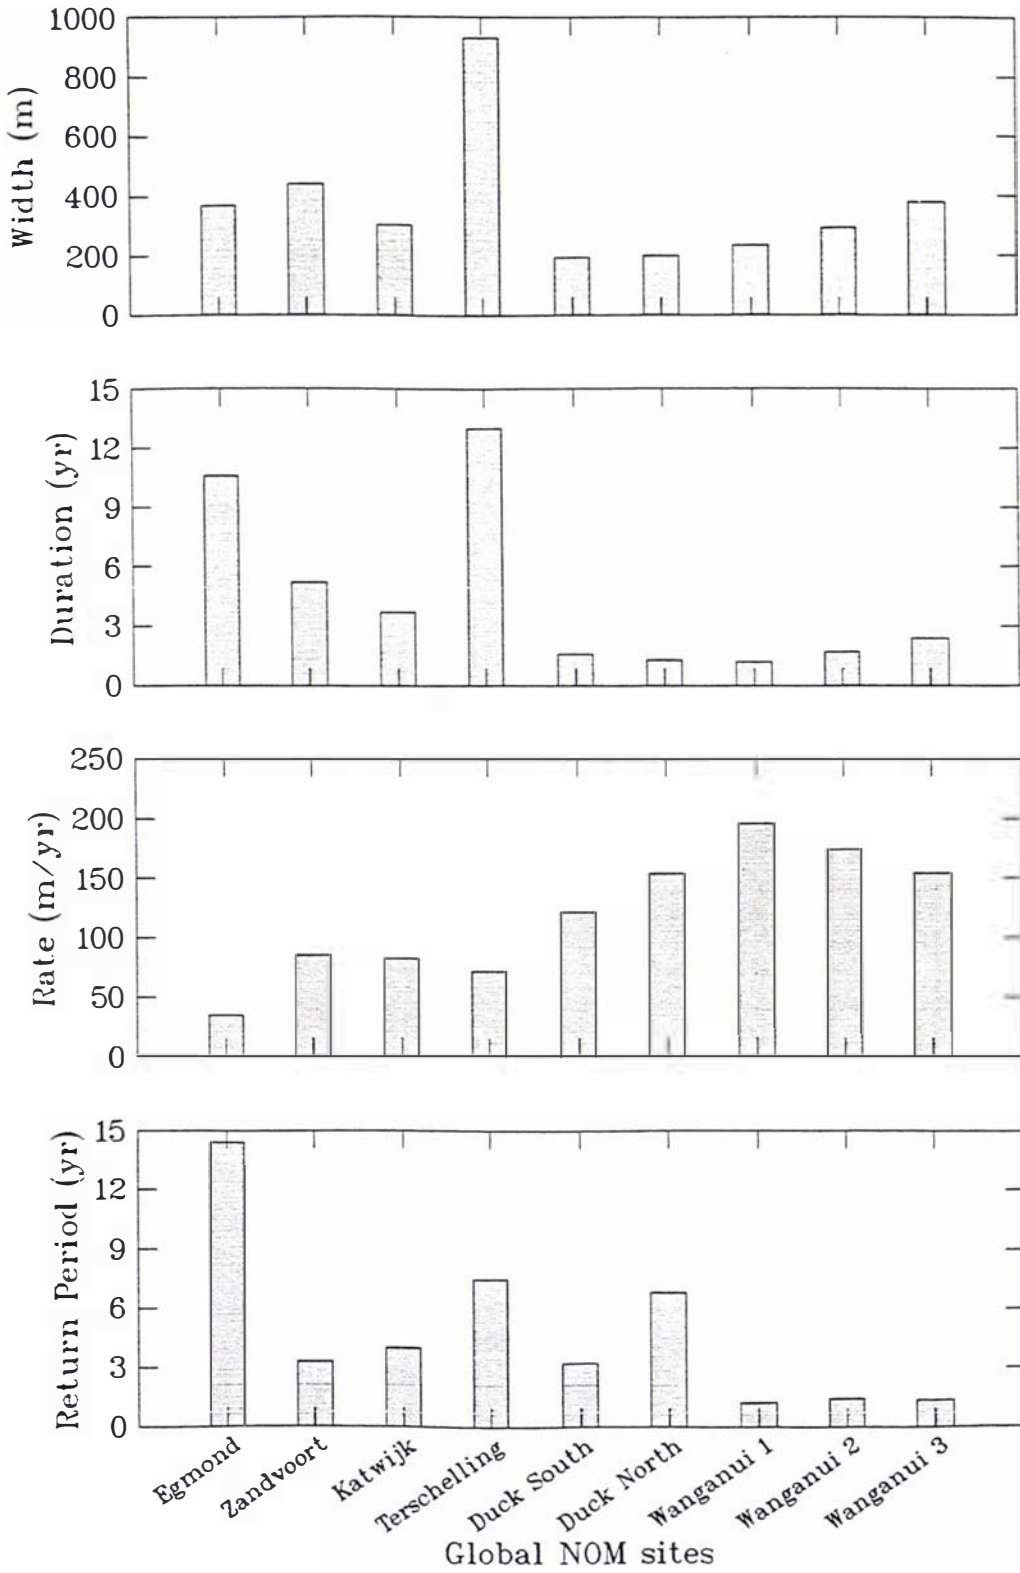 1000
800
600
400
200
0
Width (m)
15
12
9
6
3
0
Duration (yr)
250
200
150
100
50
0
Rate (m/yr)
15
12
9
6
3
0
Return Period (yr)
Egmond
Zandvoort
Katwijk
Terschelling
Duck South
Duck North
Wanganui 1
Wanganui 2
Wanganui 3
Global NOM sites